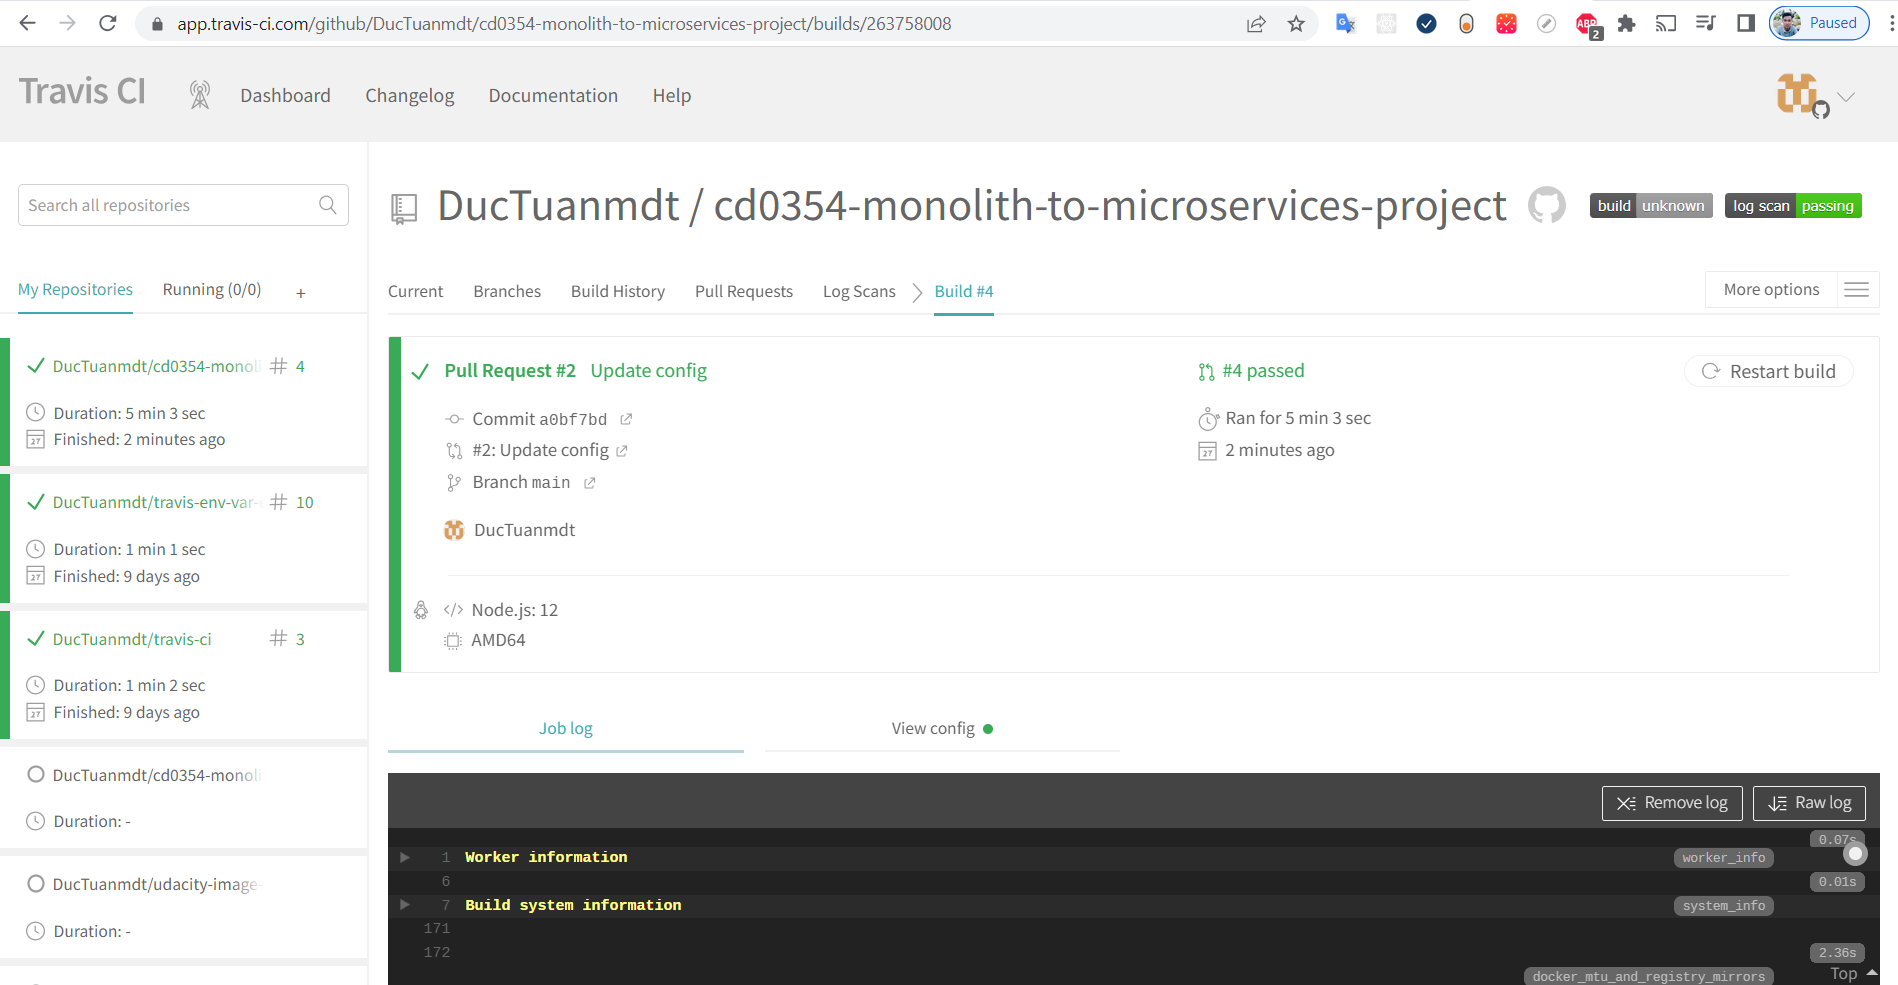 app.travis-ci.com/github/DucTuanmdt/cd0354-monolith-to-microservices-project/builds/263758008
ABP
2
Paused
Travis CI
Dashboard
Changelog
Documentation
Help
Search all repositories
My Repositories
Running (0/0)
+
DucTuanmdt/cd0354-monoli
# 4
Duration: 5 min 3 sec
27
Finished: 2 minutes ago
DucTuanmdt/travis-env-var-
# 10
Duration: 1 min 1 sec
27
Finished: 9 days ago
DucTuanmdt/travis-ci
# 3
Duration: 1 min 2 sec
27
Finished: 9 days ago
DucTuanmdt/cd0354-monoli
Duration: -
DucTuanmdt/udacity-image-
Duration: -
DucTuanmdt / cd0354-monolith-to-microservices-project
build unknown
log scan passing
Current
Branches
Build History
Pull Requests
Log Scans
Build #4
More options
Pull Request #2 Update config
#4 passed
Restart build
Commit a0bf7bd
Ran for 5 min 3 sec
#2: Update config
27
2 minutes ago
Branch main
DucTuanmdt
</> Node.js: 12
AMD64
Job log
View config
Remove log
Raw log
0.07s
1 Worker information
worker_info
6
0.01s
7 Build system information
system_info
171
172
2.36s
docker_mtu_and_registry_mirrors
Top